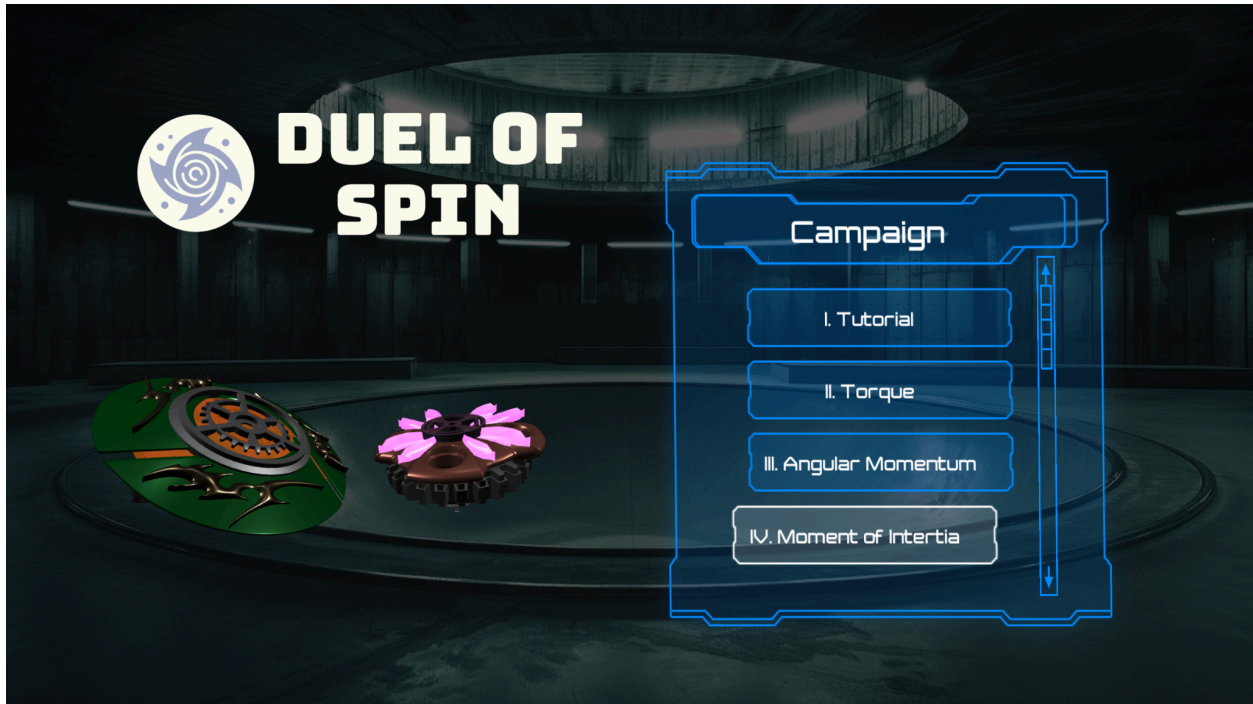 DUEL OF
SPIN
Campaign
I. Tutorial
II. Torque
III. Angular Momentum
IV. Moment of Intertia